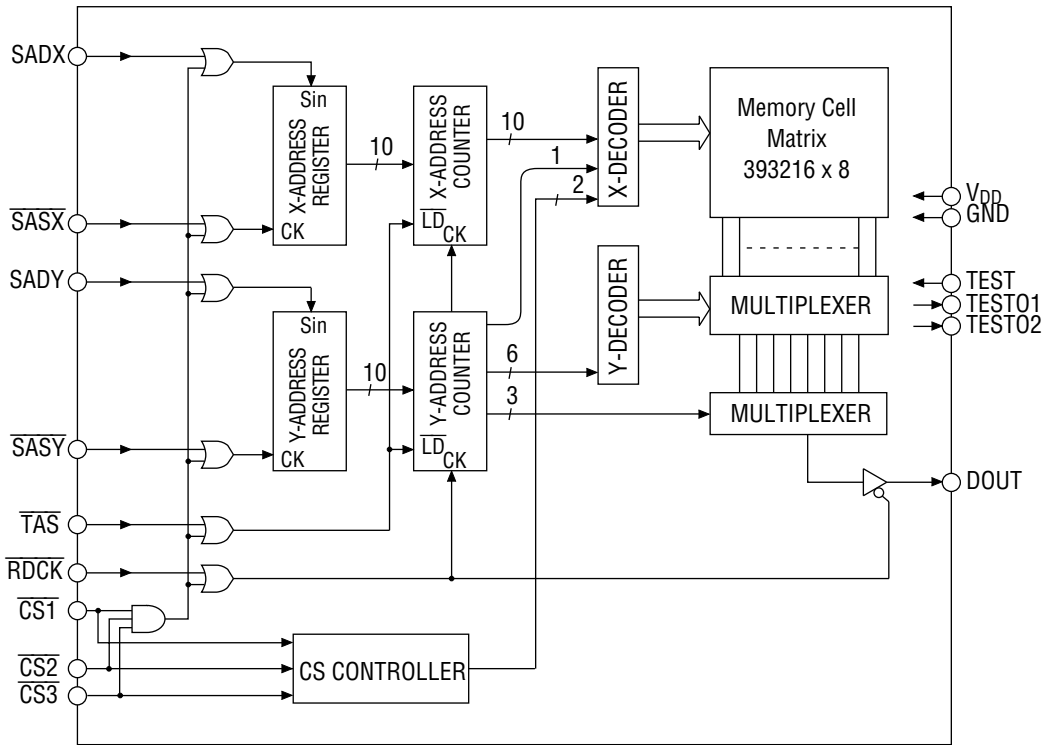 SADX
Sin
X-ADDRESS
REGISTER
CK
10
X-ADDRESS
COUNTER
LD
CK
10
1
2
X-DECODER
Memory Cell
Matrix
393216 x 8
VDD
GND
SASX
SADY
Sin
Y-ADDRESS
REGISTER
CK
10
Y-ADDRESS
COUNTER
LD
CK
6
3
Y-DECODER
MULTIPLEXER
MULTIPLEXER
TEST
TESTO1
TESTO2
SASY
DOUT
TAS
RDCK
CS1
CS2
CS3
CS CONTROLLER